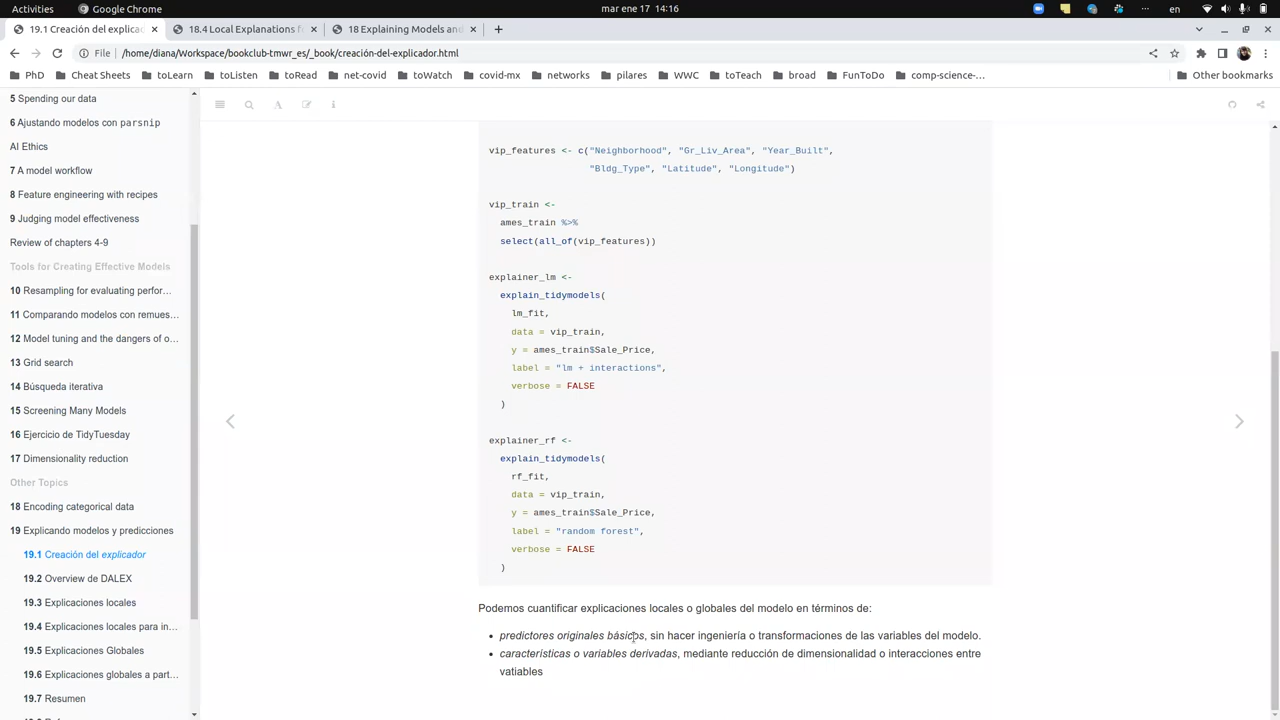 Activities
Google Chrome
mar ene 17 14:16
en
19.1 Creación del explicad
18.4 Local Explanations f
18 Explaining Models and
File
/home/diana/Workspace/bookclub-tmwr_es/_book/creación-del-explicador.html
PhD
Cheat Sheets
toLearn
toListen
toRead
net-covid
toWatch
covid-mx
networks
pilares
WWC
toTeach
broad
FunToDo
comp-science-…
Other bookmarks
5 Spending our data
6 Ajustando modelos con parsnip
AI Ethics
7 A model workflow
8 Feature engineering with recipes
9 Judging model effectiveness
Review of chapters 4-9
Tools for Creating Effective Models
10 Resampling for evaluating perfor…
11 Comparando modelos con remues…
12 Model tuning and the dangers of o…
13 Grid search
14 Búsqueda iterativa
15 Screening Many Models
16 Ejercicio de TidyTuesday
17 Dimensionality reduction
Other Topics
18 Encoding categorical data
19 Explicando modelos y predicciones
19.1 Creación del explicador
19.2 Overview de DALEX
19.3 Explicaciones locales
19.4 Explicaciones locales para in…
19.5 Explicaciones Globales
19.6 Explicaciones globales a part…
19.7 Resumen
vip_features <- c("Neighborhood", "Gr_Liv_Area", "Year_Built",
"Bldg_Type", "Latitude", "Longitude")
vip_train <-
ames_train %>%
select(all_of(vip_features))
explainer_lm <-
explain_tidymodels(
lm_fit,
data = vip_train,
y = ames_train$Sale_Price,
label = "lm + interactions",
verbose = FALSE
)
explainer_rf <-
explain_tidymodels(
rf_fit,
data = vip_train,
y = ames_train$Sale_Price,
label = "random forest",
verbose = FALSE
)
Podemos cuantificar explicaciones locales o globales del modelo en términos de:
• predictores originales básicos, sin hacer ingeniería o transformaciones de las variables del modelo.
• características o variables derivadas, mediante reducción de dimensionalidad o interacciones entre
vatiables